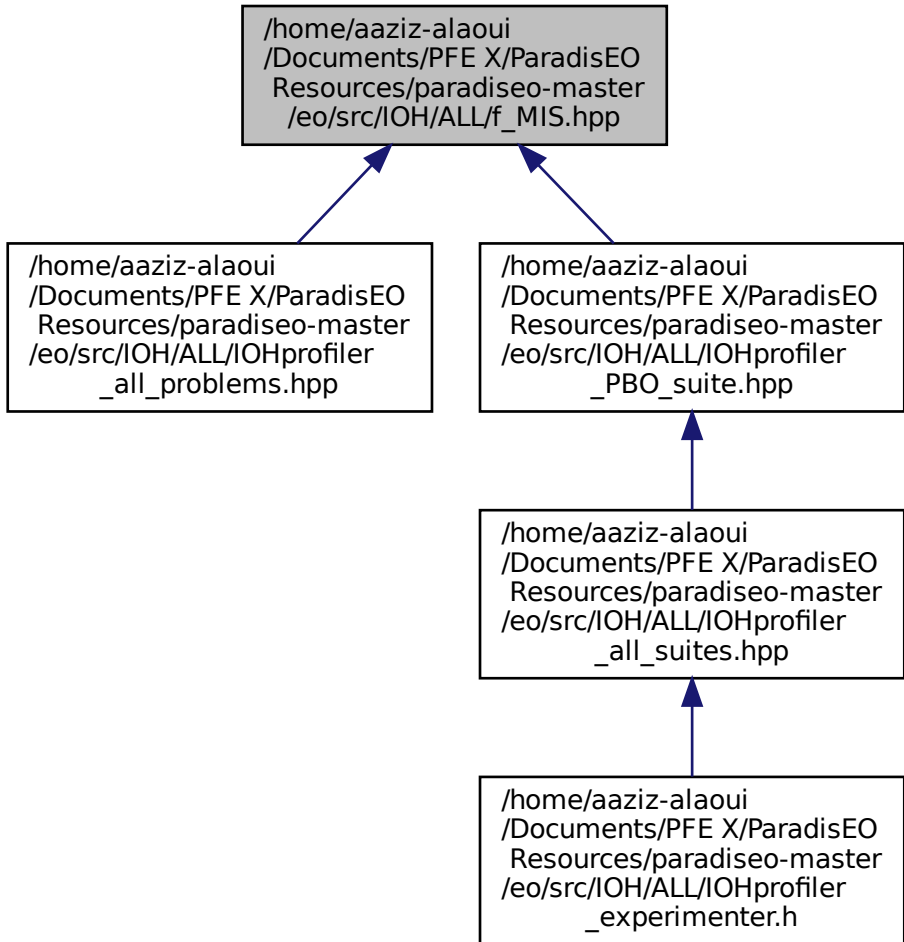 /home/aaziz-alaoui
/Documents/PFE X/ParadisEO
Resources/paradiseo-master
/eo/src/IOH/ALL/f_MIS.hpp
/home/aaziz-alaoui
/Documents/PFE X/ParadisEO
Resources/paradiseo-master
/eo/src/IOH/ALL/IOHprofiler
_all_problems.hpp
/home/aaziz-alaoui
/Documents/PFE X/ParadisEO
Resources/paradiseo-master
/eo/src/IOH/ALL/IOHprofiler
_PBO_suite.hpp
/home/aaziz-alaoui
/Documents/PFE X/ParadisEO
Resources/paradiseo-master
/eo/src/IOH/ALL/IOHprofiler
_all_suites.hpp
/home/aaziz-alaoui
/Documents/PFE X/ParadisEO
Resources/paradiseo-master
/eo/src/IOH/ALL/IOHprofiler
_experimenter.h